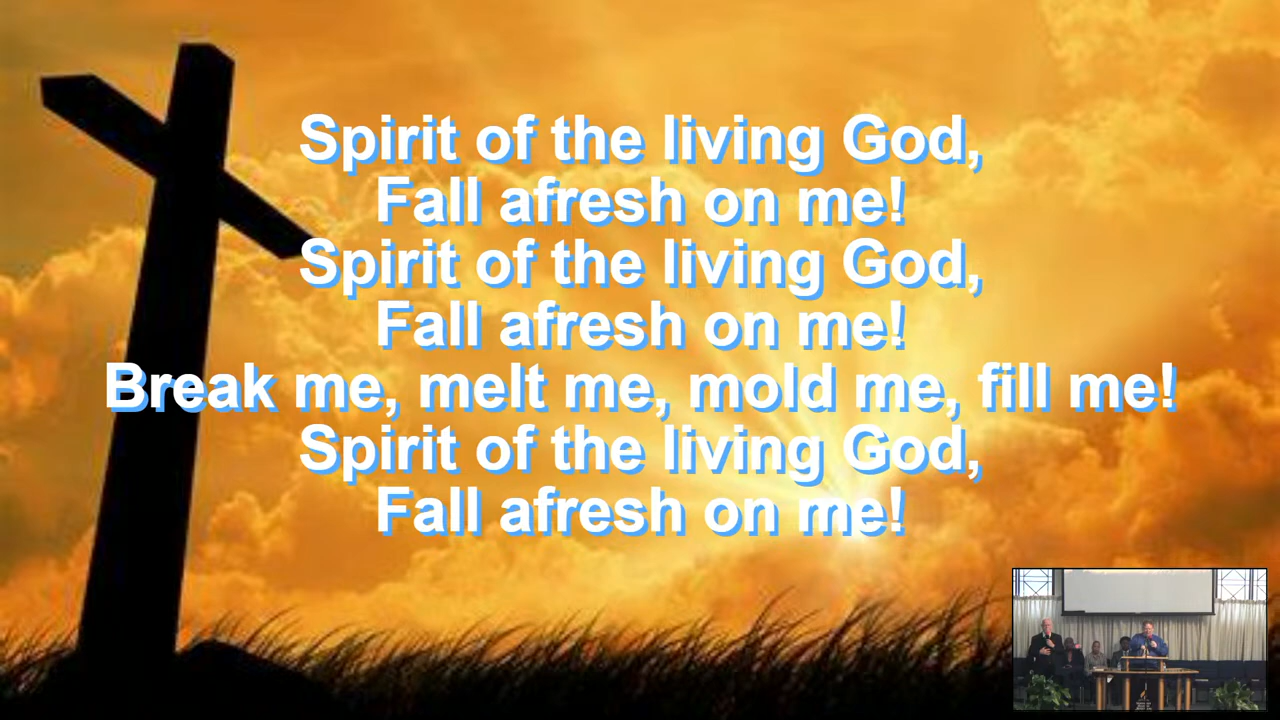 Spirit of the living God,
Fall afresh on me!
Spirit of the living God,
Fall afresh on me!
Break me, melt me, mold me, fill me!
Spirit of the living God,
Fall afresh on me!